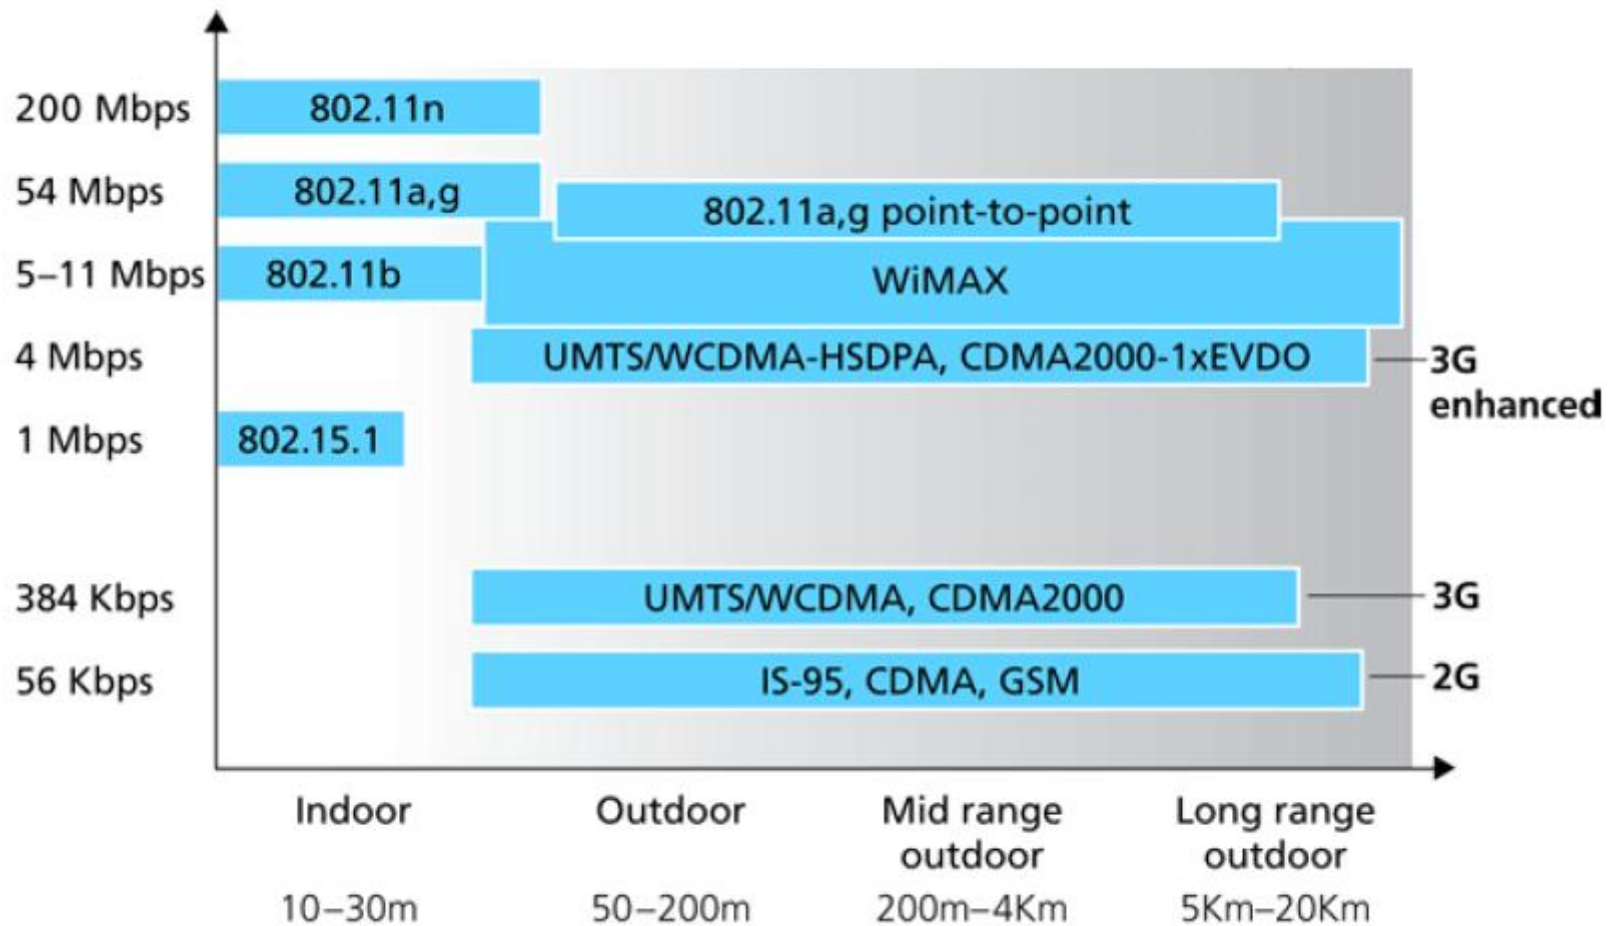 200 Mbps
802.11n
54 Mbps
802.11a,g
802.11a,g point-to-point
5–11 Mbps
802.11b
WiMAX
4 Mbps
UMTS/WCDMA-HSDPA, CDMA2000-1xEVDO
3G
enhanced
1 Mbps
802.15.1
384 Kbps
UMTS/WCDMA, CDMA2000
3G
56 Kbps
IS-95, CDMA, GSM
2G
Indoor
Outdoor
Mid range
outdoor
Long range
outdoor
10–30m
50–200m
200m–4Km
5Km–20Km